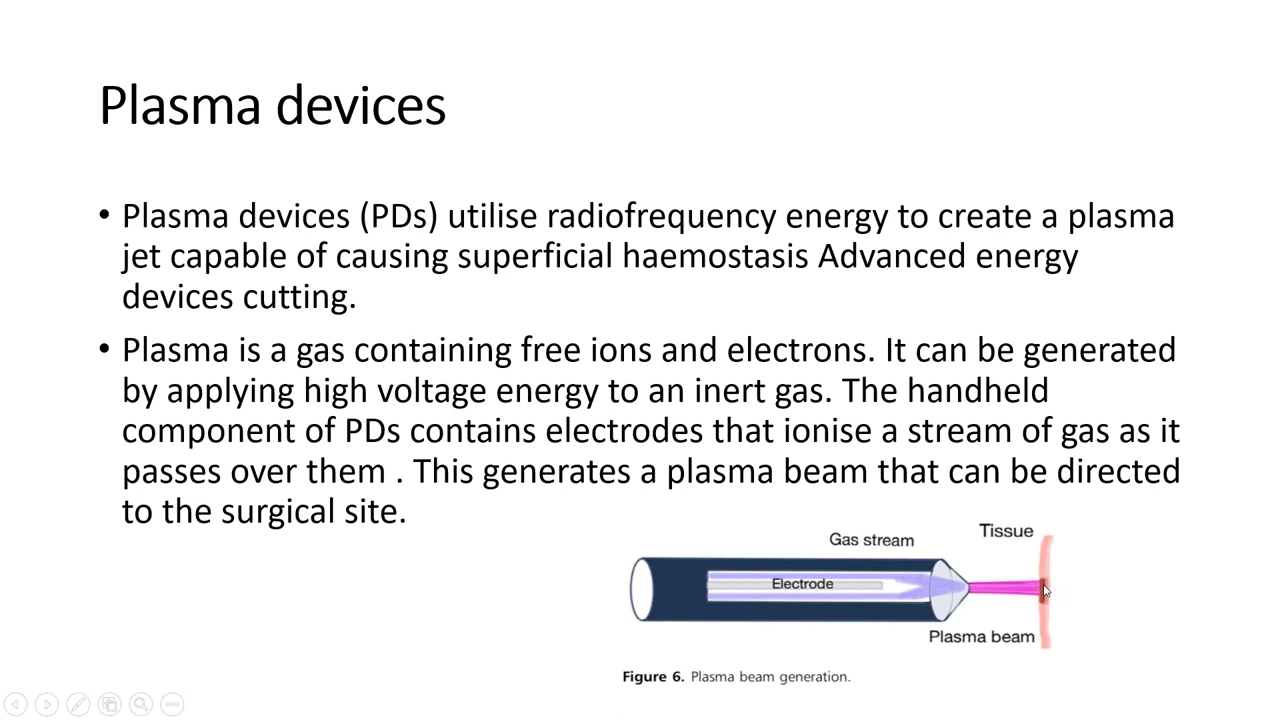 Plasma devices
• Plasma devices (PDs) utilise radiofrequency energy to create a plasma
jet capable of causing superficial haemostasis Advanced energy
devices cutting.
• Plasma is a gas containing free ions and electrons. It can be generated
by applying high voltage energy to an inert gas. The handheld
component of PDs contains electrodes that ionise a stream of gas as it
passes over them . This generates a plasma beam that can be directed
to the surgical site.
Tissue
Gas stream
Electrode
Plasma beam
Figure 6. Plasma beam generation.